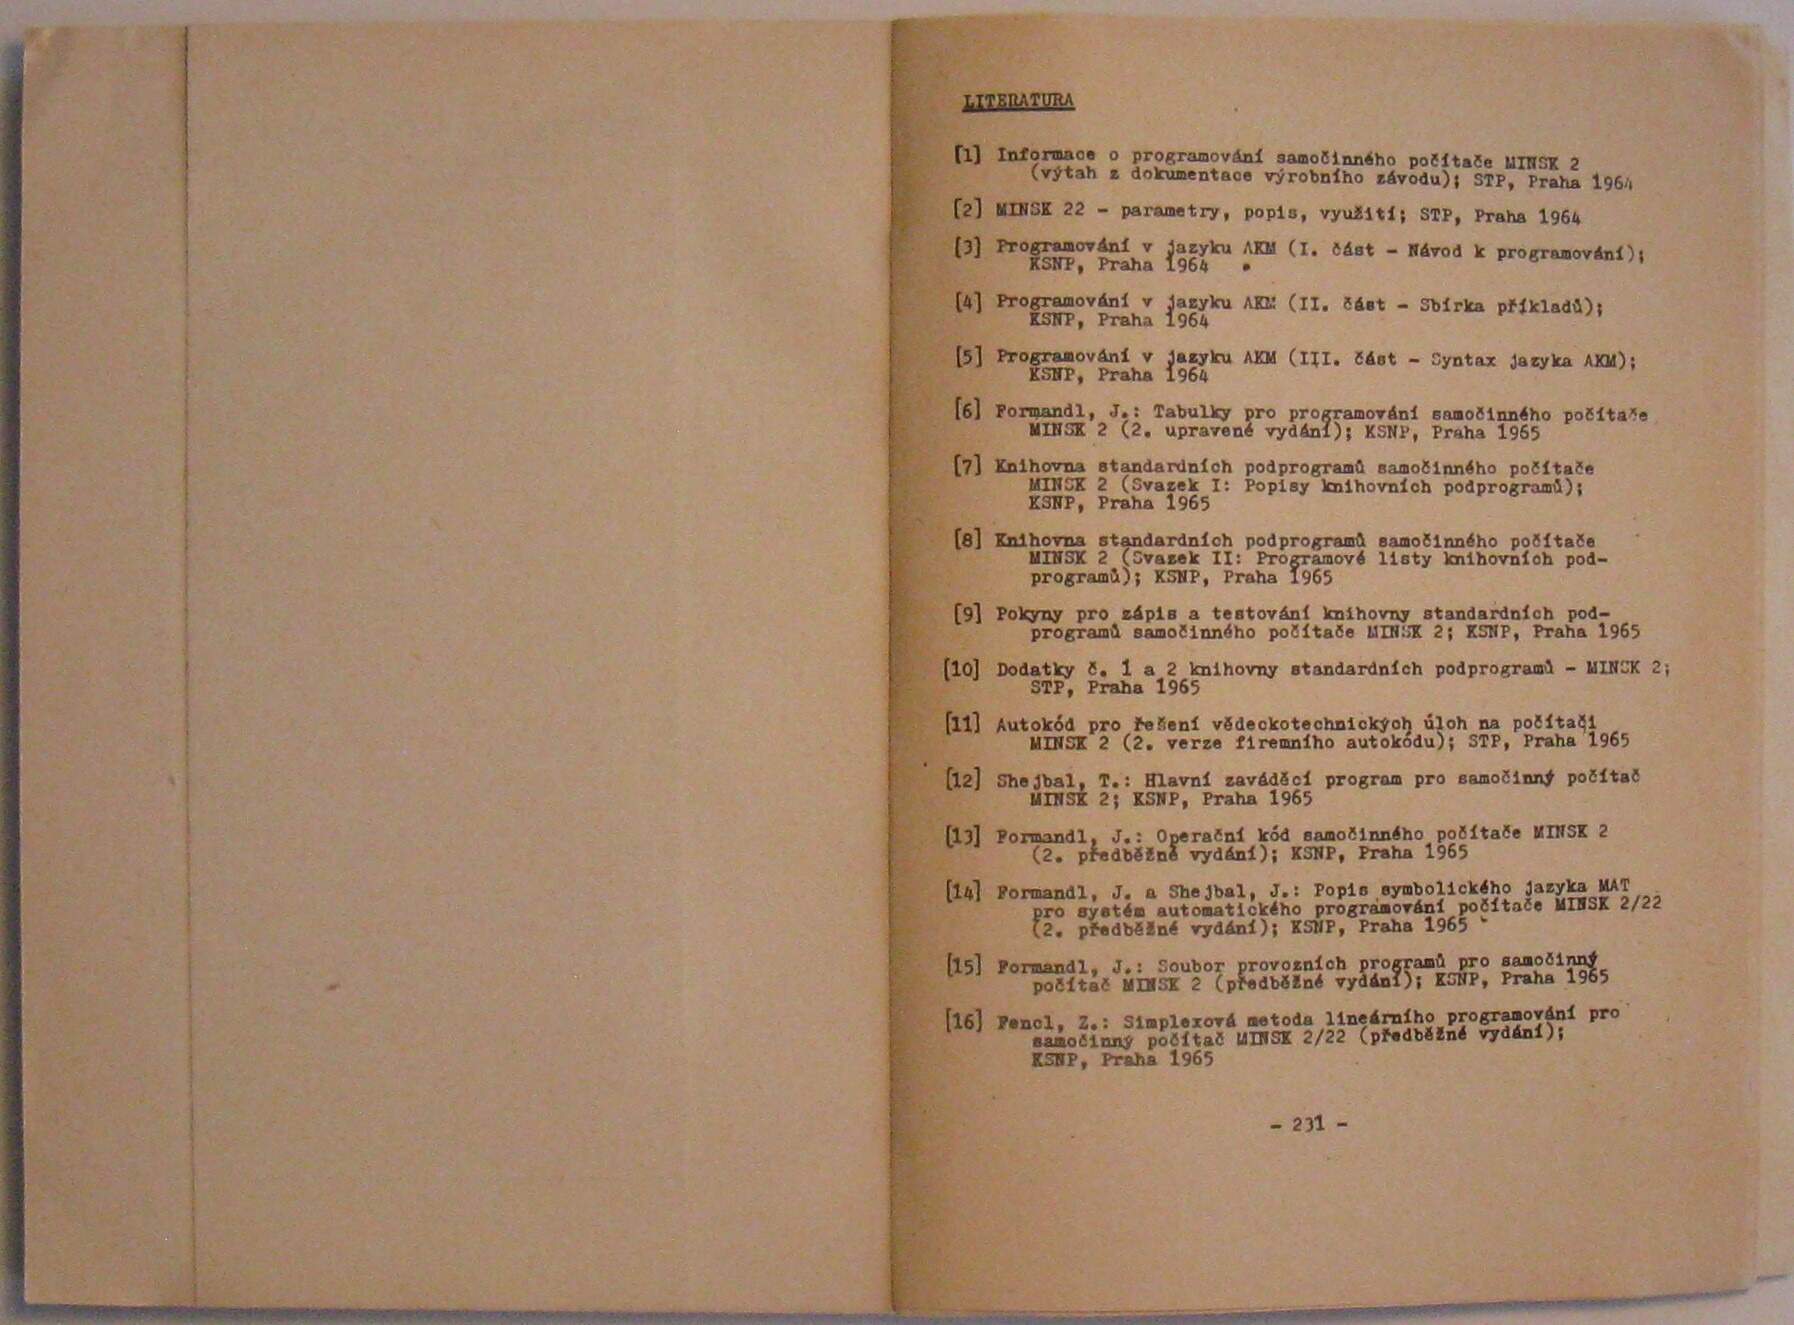 LITERATURA
[1] Informace o programování samočinného počítače MINSK 2
(výtah z dokumentace výrobního závodu); STP, Praha 1964
[2] MINSK 22 - parametry, popis, využití; STP, Praha 1964
[3] Programování v jazyku AKM (I. část - Návod k programování);
KSNP, Praha 1964
[4] Programování v jazyku AKM (II. část - Sbírka příkladů);
KSNP, Praha 1964
[5] Programování v jazyku AKM (III. část - Syntax jazyka AKM);
KSNP, Praha 1964
[6] Formandl, J.: Tabulky pro programování samočinného počítače
MINSK 2 (2. upravené vydání); KSNP, Praha 1965
[7] Knihovna standardních podprogramů samočinného počítače
MINSK 2 (Svazek I: Popisy knihovních podprogramů);
KSNP, Praha 1965
[8] Knihovna standardních podprogramů samočinného počítače
MINSK 2 (Svazek II: Programové listy knihovních pod-
programů); KSNP, Praha 1965
[9] Pokyny pro zápis a testování knihovny standardních pod-
programů samočinného počítače MINSK 2; KSNP, Praha 1965
[10] Dodatky č. 1 a 2 knihovny standardních podprogramů - MINSK 2;
STP, Praha 1965
[11] Autokód pro řešení vědeckotechnických úloh na počítači
MINSK 2 (2. verze firemního autokódu); STP, Praha 1965
[12] Shejbal, T.: Hlavní zaváděcí program pro samočinný počítač
MINSK 2; KSNP, Praha 1965
[13] Formandl, J.: Operační kód samočinného počítače MINSK 2
(2. předběžné vydání); KSNP, Praha 1965
[14] Formandl, J. a Shejbal, J.: Popis symbolického jazyka MAT
pro systém automatického programování počítače MINSK 2/22
(2. předběžné vydání); KSNP, Praha 1965
[15] Formandl, J.: Soubor provozních programů pro samočinný
počítač MINSK 2 (předběžné vydání); KSNP, Praha 1965
[16] Fencl, Z.: Simplexová metoda lineárního programování pro
samočinný počítač MINSK 2/22 (předběžné vydání);
KSNP, Praha 1965
- 231 -